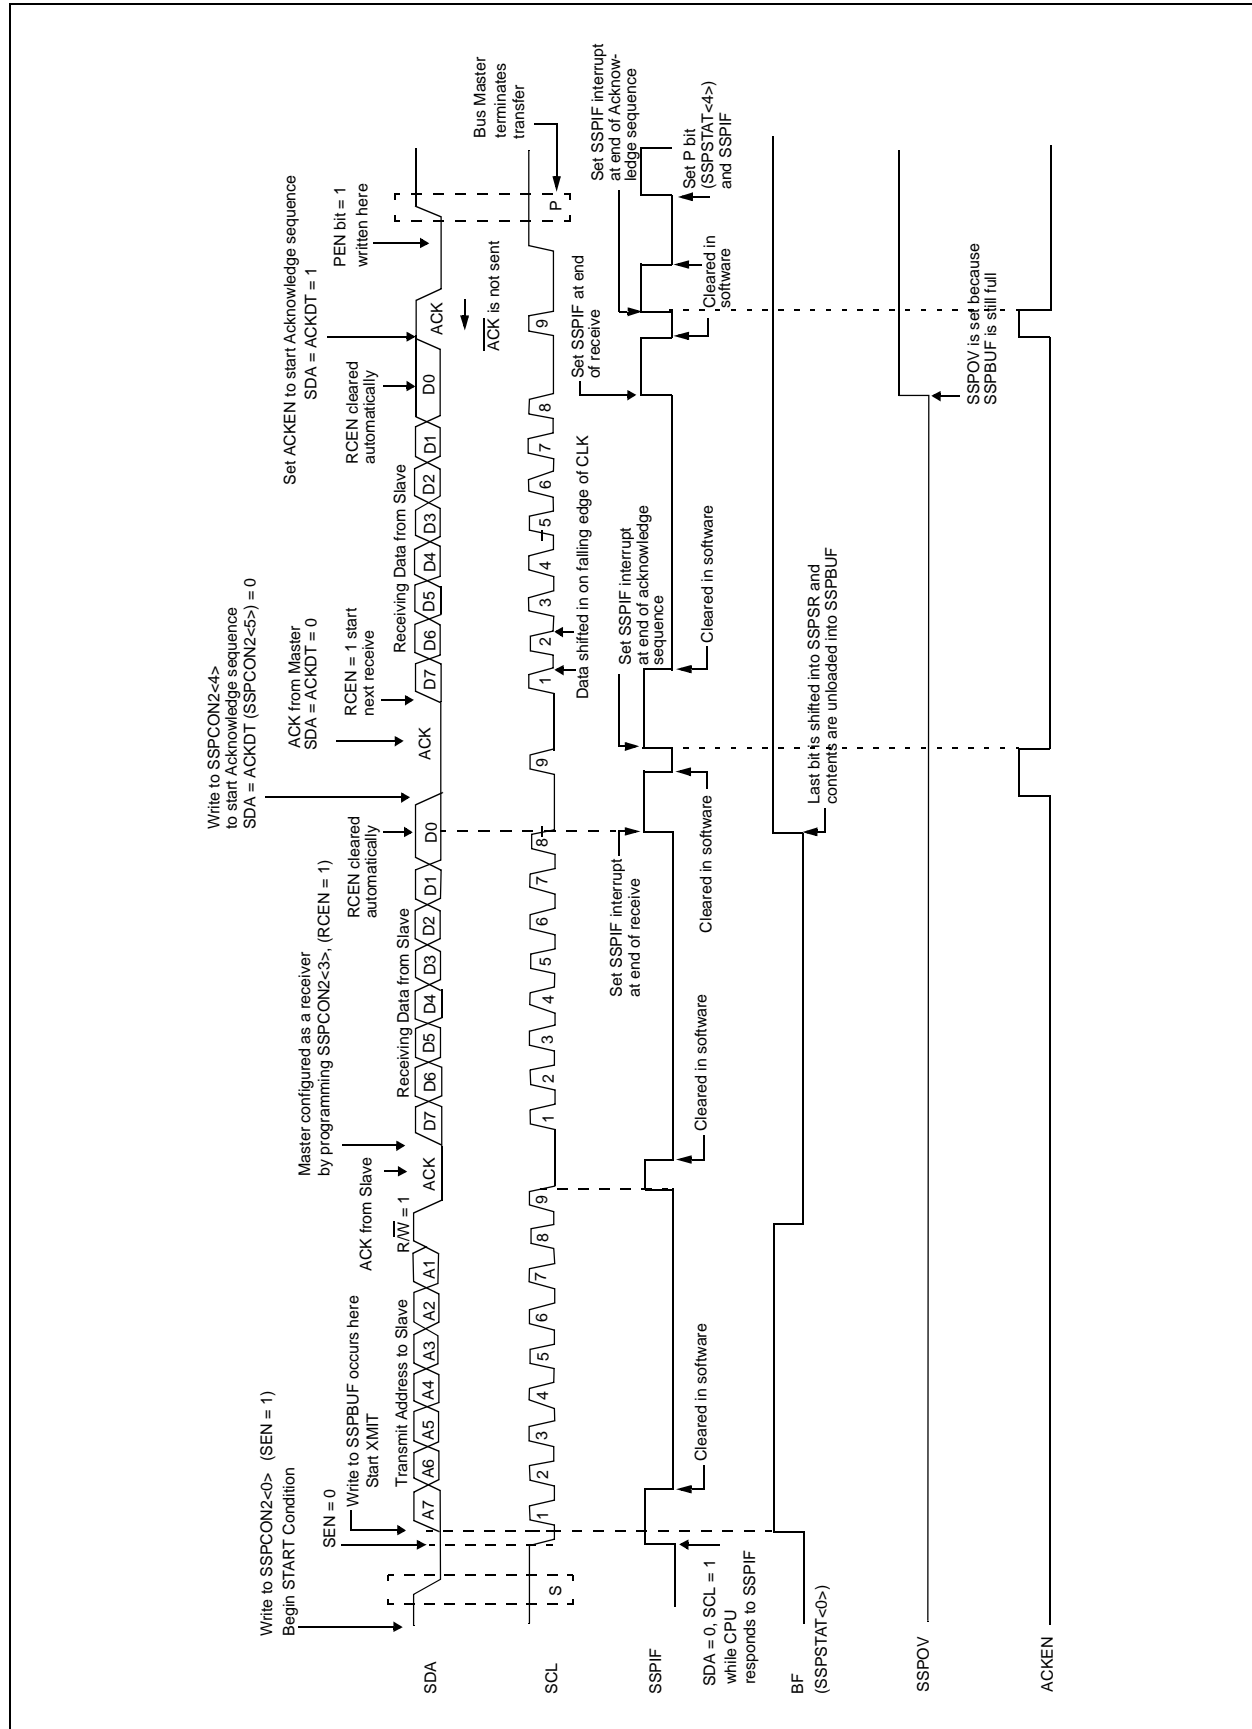 Write to SSPCON2<0> (SEN = 1)
Begin START Condition
SEN = 0
Write to SSPBUF occurs here
Start XMIT
ACK from Slave
Master configured as a receiver
by programming SSPCON2<3>, (RCEN = 1)
RCEN cleared
automatically
Write to SSPCON2<4>
to start Acknowledge sequence
SDA = ACKDT (SSPCON2<5>) = 0
ACK from Master
SDA = ACKDT = 0
RCEN = 1 start
next receive
RCEN cleared
automatically
Set ACKEN to start Acknowledge sequence
SDA = ACKDT = 1
PEN bit = 1
written here
Transmit Address to Slave
R/W = 1
Receiving Data from Slave
Receiving Data from Slave
SDA
A7 A6 A5 A4 A3 A2 A1 ACK D7 D6 D5 D4 D3 D2 D1 D0 ACK D7 D6 D5 D4 D3 D2 D1 D0 ACK
ACK is not sent
Bus Master
terminates
transfer
SCL
S 1 2 3 4 5 6 7 8 9 1 2 3 4 5 6 7 8 9 1 2 3 4 5 6 7 8 9 P
Data shifted in on falling edge of CLK
Set SSPIF interrupt
at end of receive
Set SSPIF interrupt
at end of acknowledge
sequence
Set SSPIF at end
of receive
Set SSPIF interrupt
at end of Acknow-
ledge sequence
SSPIF
SDA = 0, SCL = 1
while CPU
responds to SSPIF
Cleared in software
Cleared in software
Cleared in software
Cleared in software
Cleared in
software
Set P bit
(SSPSTAT<4>)
and SSPIF
BF
(SSPSTAT<0>)
Last bit is shifted into SSPSR and
contents are unloaded into SSPBUF
SSPOV
SSPOV is set because
SSPBUF is still full
ACKEN